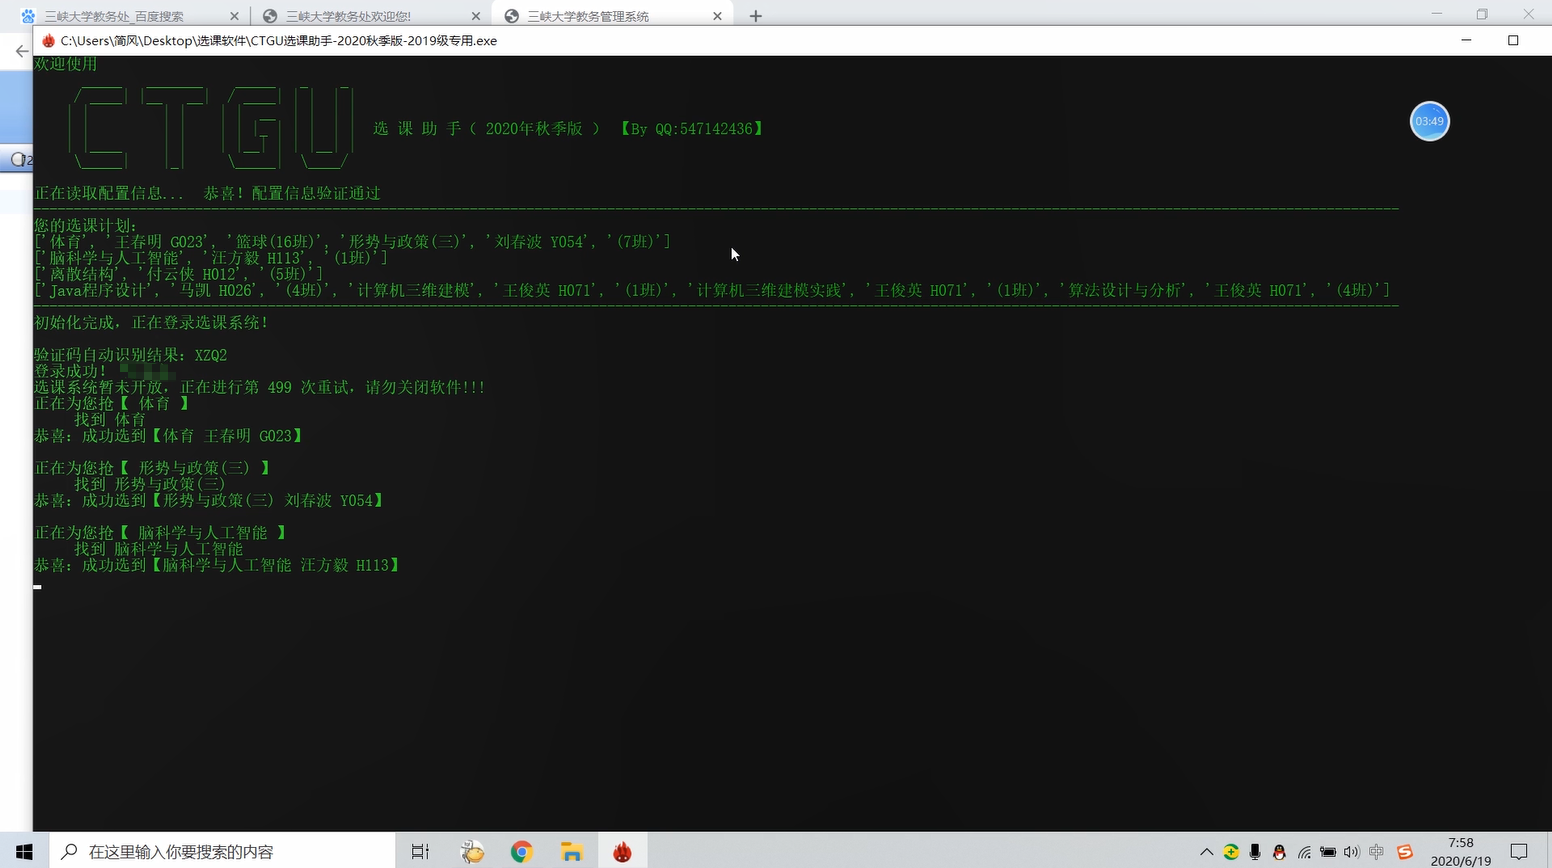 三峡大学教务处_百度搜索
三峡大学教务处欢迎您!
三峡大学教务管理系统
C:\Users\简风\Desktop\选课软件\CTGU选课助手-2020秋季版-2019级专用.exe
欢迎使用
CTGU
选 课 助 手（ 2020年秋季版 ） 【By QQ:547142436】
03:49
正在读取配置信息... 恭喜！配置信息验证通过
您的选课计划:
['体育', '王春明 G023', '篮球(16班)', '形势与政策(三)', '刘春波 Y054', '(7班)']
['脑科学与人工智能', '汪方毅 H113', '(1班)']
['离散结构', '付云侠 H012', '(5班)']
['Java程序设计', '马凯 H026', '(4班)', '计算机三维建模', '王俊英 H071', '(1班)', '计算机三维建模实践', '王俊英 H071', '(1班)', '算法设计与分析', '王俊英 H071', '(4班)']
初始化完成，正在登录选课系统！
验证码自动识别结果：XZQ2
登录成功！
选课系统暂未开放，正在进行第 499 次重试，请勿关闭软件!!!
正在为您抢【 体育 】
找到 体育
恭喜：成功选到【体育 王春明 G023】
正在为您抢【 形势与政策(三) 】
找到 形势与政策(三)
恭喜：成功选到【形势与政策(三) 刘春波 Y054】
正在为您抢【 脑科学与人工智能 】
找到 脑科学与人工智能
恭喜：成功选到【脑科学与人工智能 汪方毅 H113】
在这里输入你要搜索的内容
中
7:58
2020/6/19